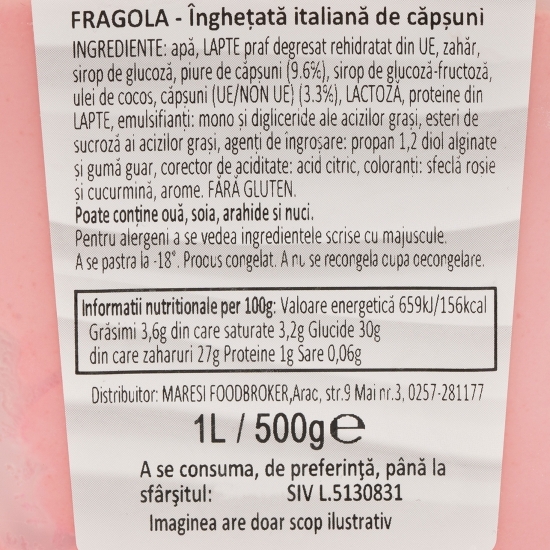 FRAGOLA - Înghețată italiană de căpșuni
INGREDIENTE: apă, LAPTE praf degresat rehidratat din UE, zahăr,
sirop de glucoză, piure de căpșuni (9.6%), sirop de glucoză-fructoză,
ulei de cocos, căpșuni (UE/NON UE) (3.3%), LACTOZĂ, proteine din
LAPTE, emulsifianți: mono și digliceride ale acizilor grași, esteri de
sucroză ai acizilor grași, agenți de îngroșare: propan 1,2 diol alginate
și gumă guar, corector de aciditate: acid citric, coloranți: sfeclă roșie
și cucurmină, arome. FĂRĂ GLUTEN.
Poate conține ouă, soia, arahide si nuci.
Pentru alergeni a se vedea ingredientele scrise cu majuscule.
A se pastra la -18°. Produs congelat. A nu se recongela dupa decongelare.
Informatii nutritionale per 100g: Valoare energetică 659kJ/156kcal
Grăsimi 3,6g din care saturate 3,2g Glucide 30g
din care zaharuri 27g Proteine 1g Sare 0,06g
Distribuitor: MARESI FOODBROKER,Arac, str.9 Mai nr.3, 0257-281177
1L / 500g℮
A se consuma, de preferinţă, până la
sfârşitul: SIV L.5130831
Imaginea are doar scop ilustrativ